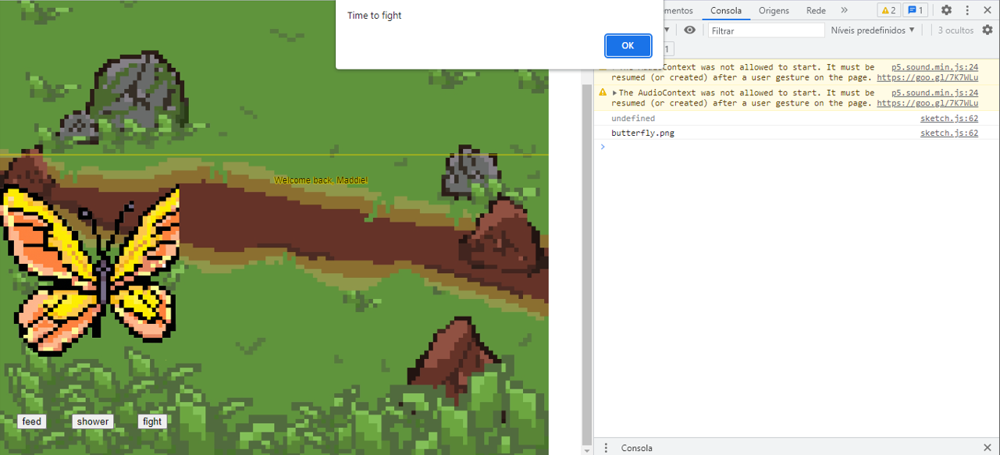 Time to fight
OK
Welcome back, Maddie!
feed
shower
fight
Consola
Origens
Rede
»
2
1
Filtrar
Níveis predefinidos ▼
3 ocultos
1
AudioContext was not allowed to start. It must be
resumed (or created) after a user gesture on the page.
p5.sound.min.js:24
https://goo.gl/7K7WLu
The AudioContext was not allowed to start. It must be
resumed (or created) after a user gesture on the page.
p5.sound.min.js:24
https://goo.gl/7K7WLu
undefined
sketch.js:62
butterfly.png
sketch.js:62
Consola